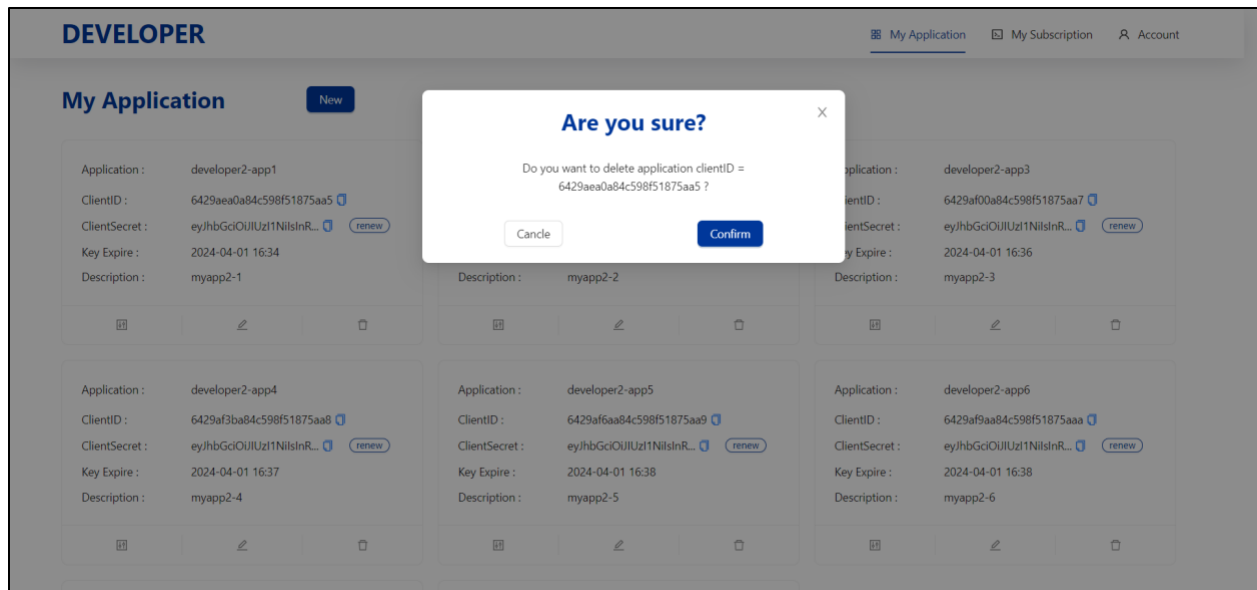 DEVELOPER
My Application
My Subscription
Account
My Application
New
Are you sure?
X
Do you want to delete application clientID =
6429aea0a84c598f51875aa5 ?
Cancle
Confirm
Application :
developer2-app1
ClientID :
6429aea0a84c598f51875aa5
ClientSecret :
eyJhbGciOiJIUzI1NiIsInR...
renew
Key Expire :
2024-04-01 16:34
Description :
myapp2-1
Description :
myapp2-2
developer2-app3
6429af00a84c598f51875aa7
eyJhbGciOiJIUzI1NiIsInR...
renew
2024-04-01 16:36
Description :
myapp2-3
Application :
developer2-app4
ClientID :
6429af3ba84c598f51875aa8
ClientSecret :
eyJhbGciOiJIUzI1NiIsInR...
renew
Key Expire :
2024-04-01 16:37
Description :
myapp2-4
Application :
developer2-app5
ClientID :
6429af6aa84c598f51875aa9
ClientSecret :
eyJhbGciOiJIUzI1NiIsInR...
renew
Key Expire :
2024-04-01 16:38
Description :
myapp2-5
Application :
developer2-app6
ClientID :
6429af9aa84c598f51875aaa
ClientSecret :
eyJhbGciOiJIUzI1NiIsInR...
renew
Key Expire :
2024-04-01 16:38
Description :
myapp2-6